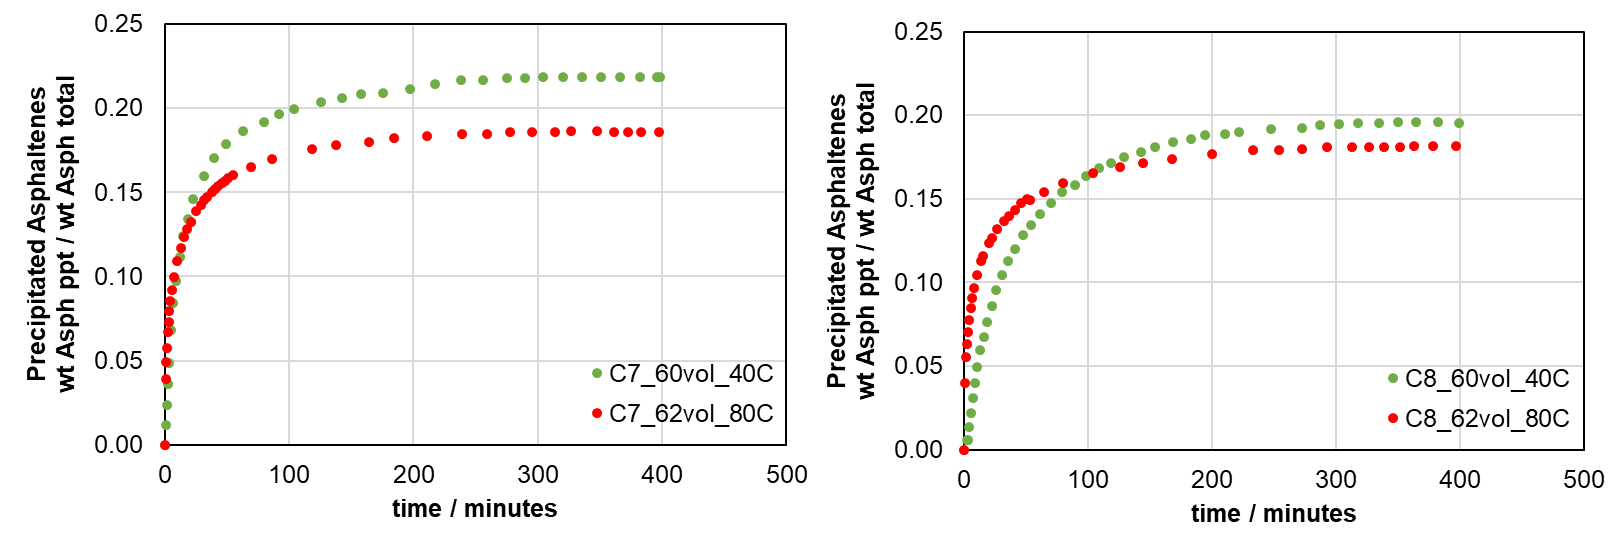 Precipitated Asphaltenes
wt Asph ppt / wt Asph total
0.25
0.20
0.15
0.10
0.05
0.00
C7_60vol_40C
C7_62vol_80C
0 100 200 300 400 500
time / minutes
Precipitated Asphaltenes
wt Asph ppt / wt Asph total
0.25
0.20
0.15
0.10
0.05
0.00
C8_60vol_40C
C8_62vol_80C
0 100 200 300 400 500
time / minutes